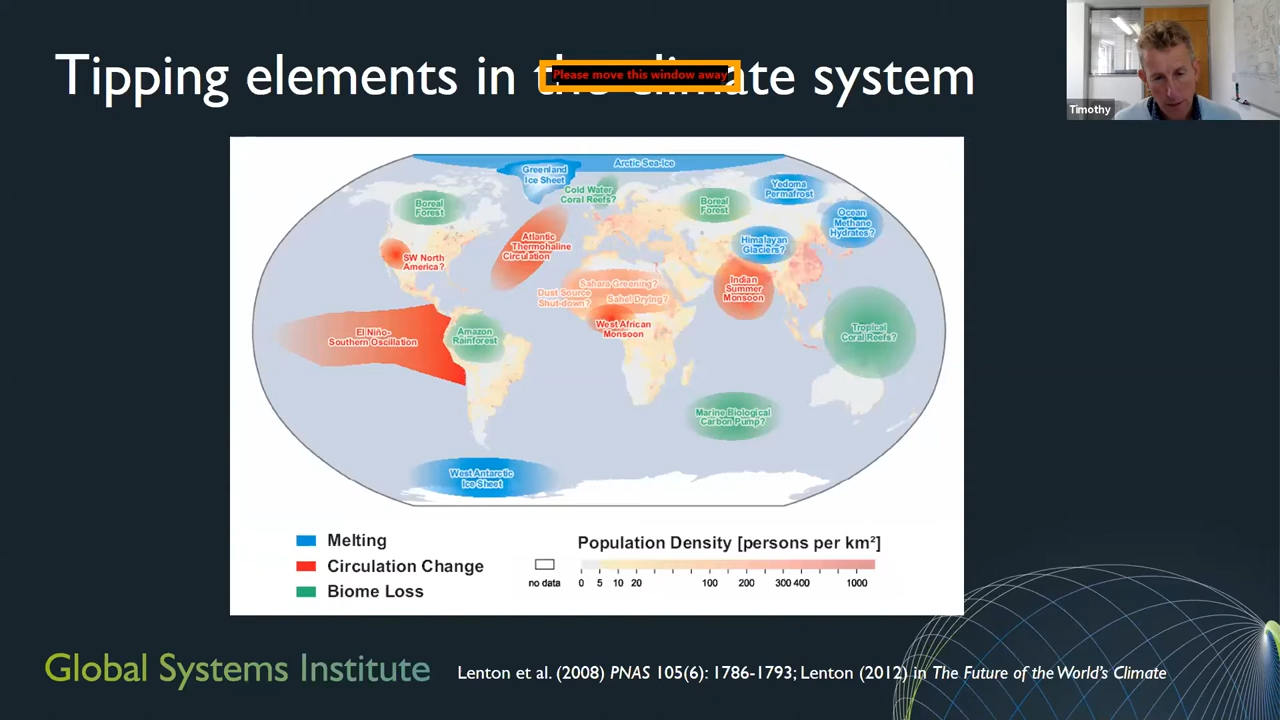 Tipping elements in the climate system
Please move this window away
Timothy
Arctic Sea-Ice
Greenland
Ice Sheet
Cold Water
Coral Reefs?
Yedoma
Permafrost
Boreal
Forest
Boreal
Forest
Ocean
Methane
Hydrates?
Atlantic
Thermohaline
Circulation
Himalayan
Glaciers?
SW North
America?
Indian
Summer
Monsoon
Sahara Greening?
Dust Source
Shut-down?
Sahel Drying?
West African
Monsoon
El Niño-
Southern Oscillation
Amazon
Rainforest
Tropical
Coral Reefs?
Marine Biological
Carbon Pump?
West Antarctic
Ice Sheet
Melting
Circulation Change
Biome Loss
Population Density [persons per km²]
no data 0 5 10 20 100 200 300 400 1000
Global Systems Institute
Lenton et al. (2008) PNAS 105(6): 1786-1793; Lenton (2012) in The Future of the World's Climate